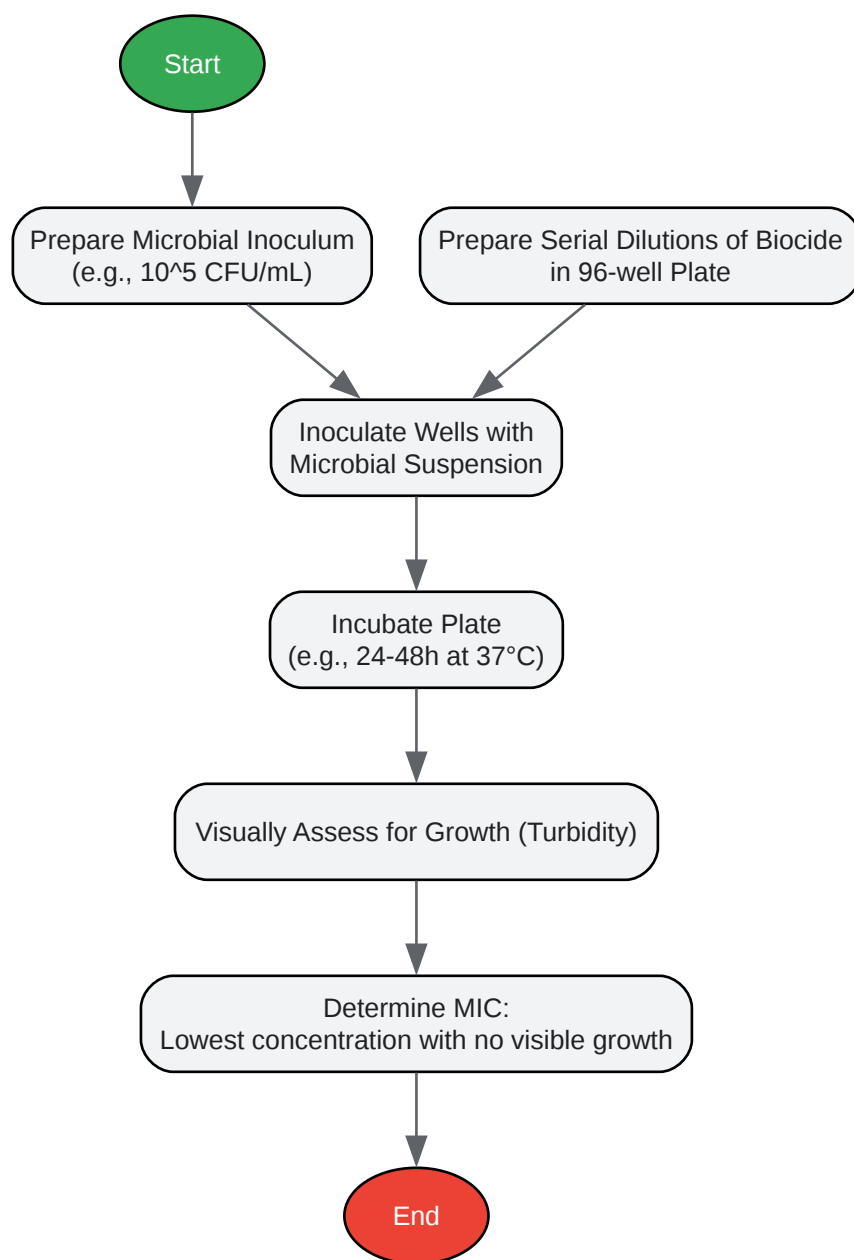 Start
Prepare Microbial Inoculum
(e.g., 10^5 CFU/mL)
Prepare Serial Dilutions of Biocide
in 96-well Plate
Inoculate Wells with
Microbial Suspension
Incubate Plate
(e.g., 24-48h at 37°C)
Visually Assess for Growth (Turbidity)
Determine MIC:
Lowest concentration with no visible growth
End